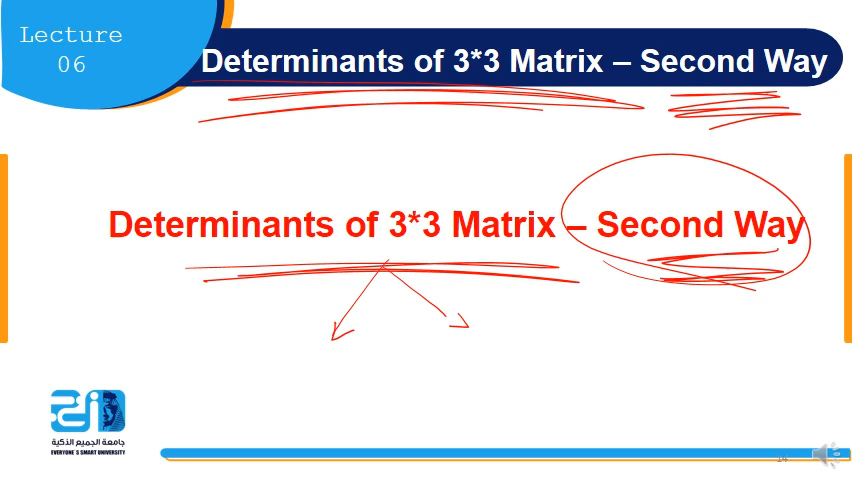 Lecture
06
Determinants of 3*3 Matrix – Second Way
Determinants of 3*3 Matrix – Second Way
جامعة الجميع الذكية
EVERYONE`S SMART UNIVERSITY
14